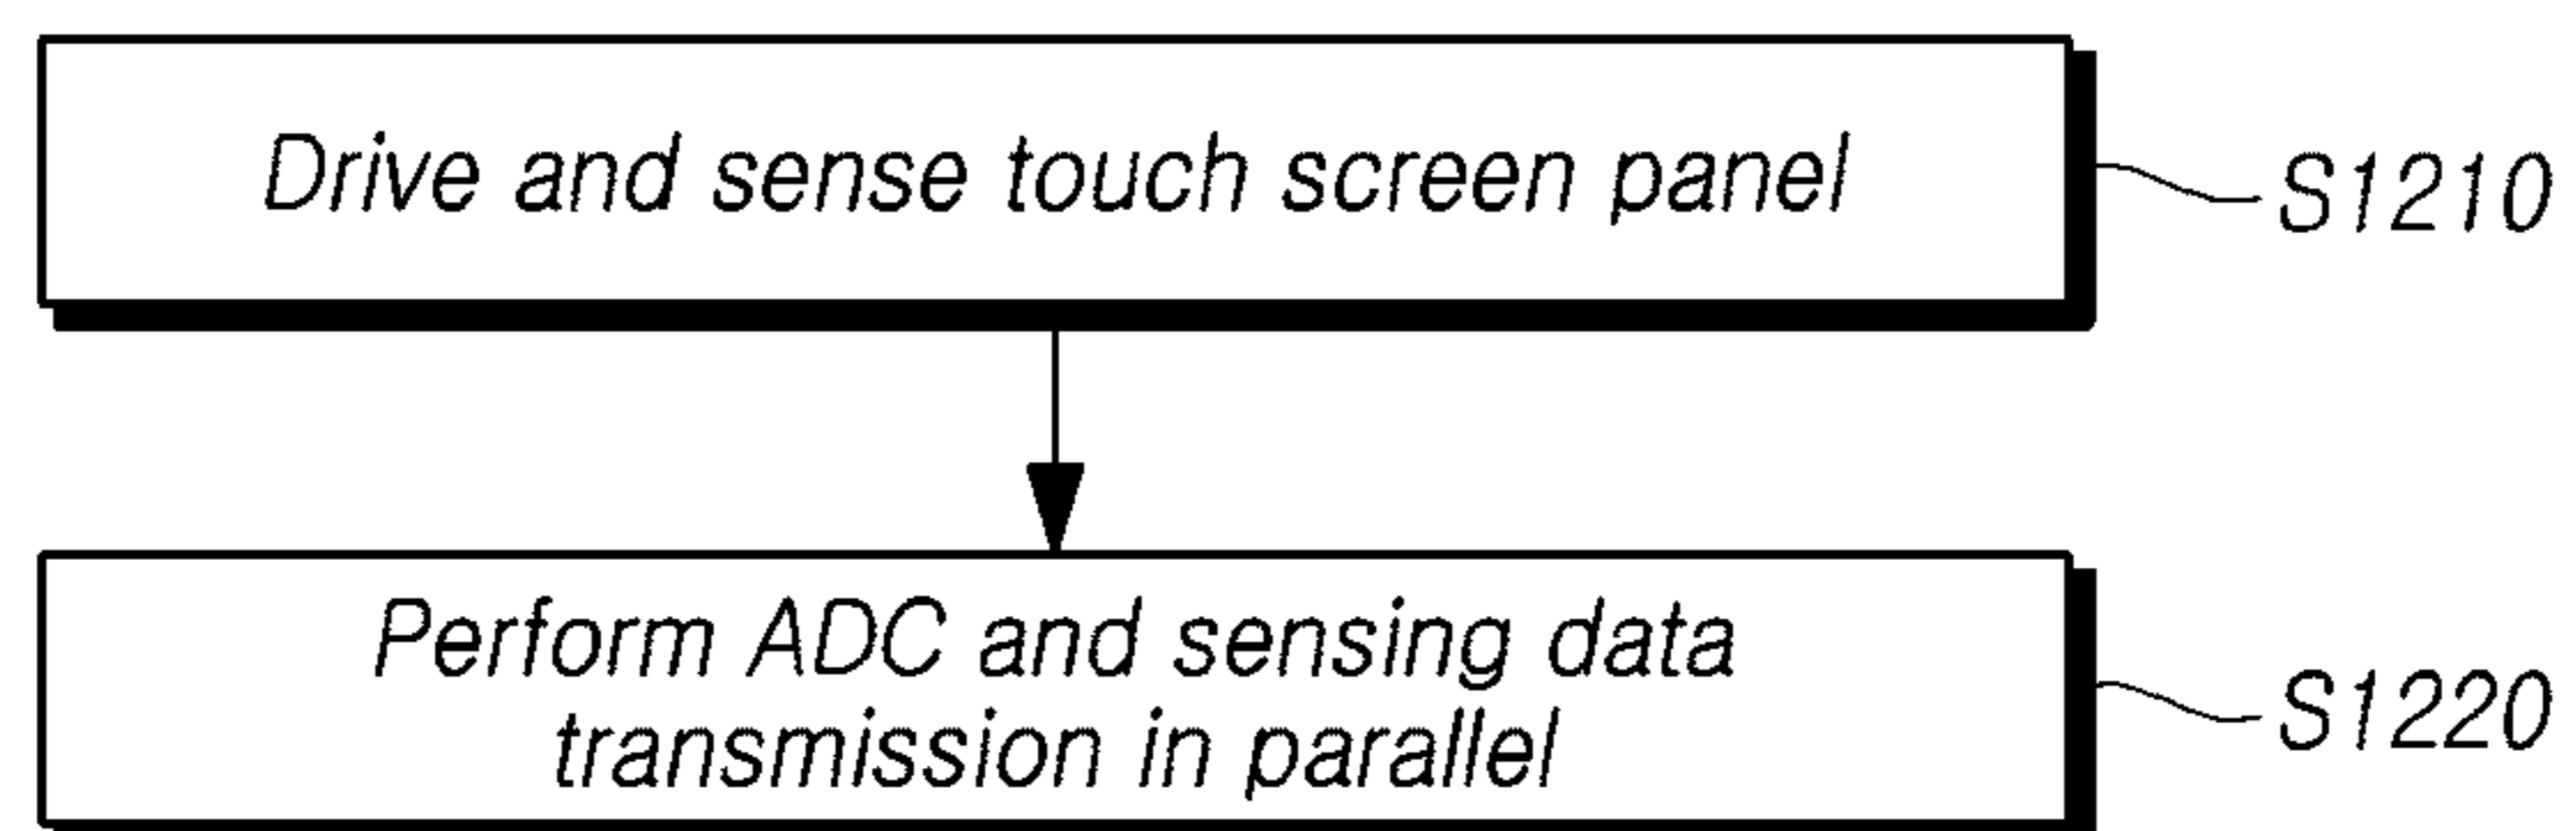 Drive and sense touch screen panel
S1210
Perform ADC and sensing data
transmission in parallel
S1220